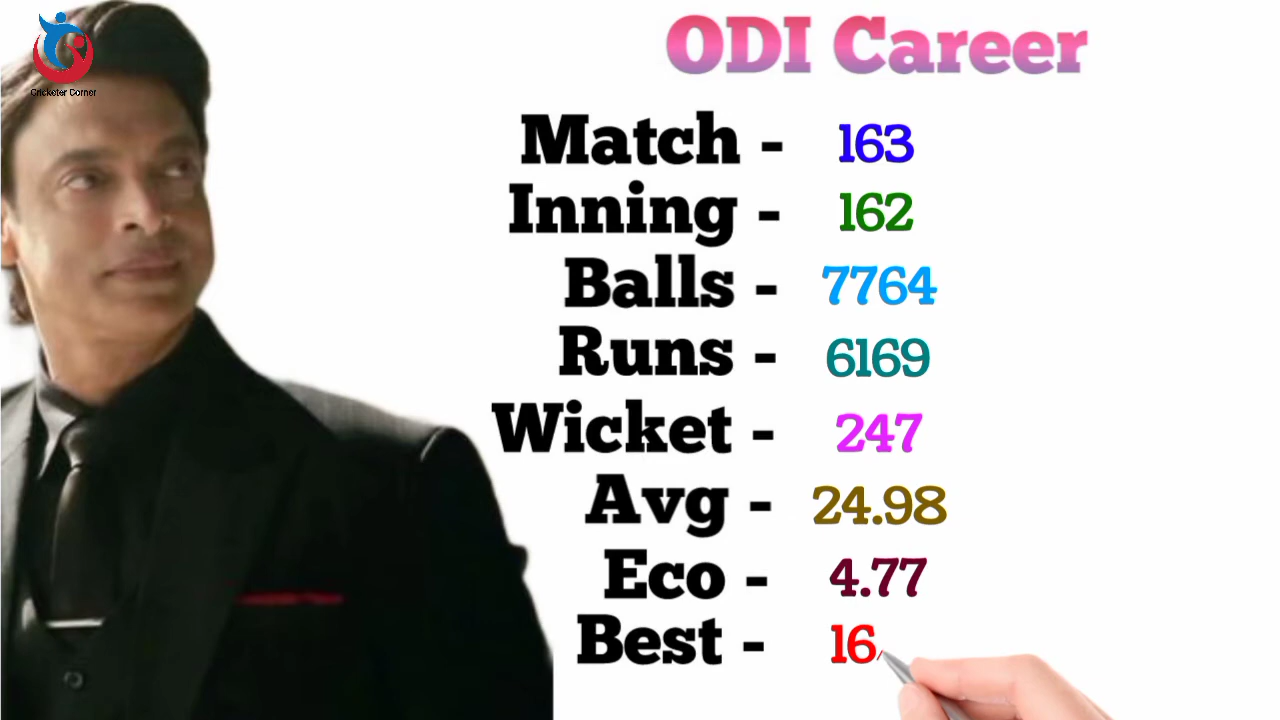 Cricketer Corner
ODI Career
Match - 163
Inning - 162
Balls - 7764
Runs - 6169
Wicket - 247
Avg - 24.98
Eco - 4.77
Best - 16